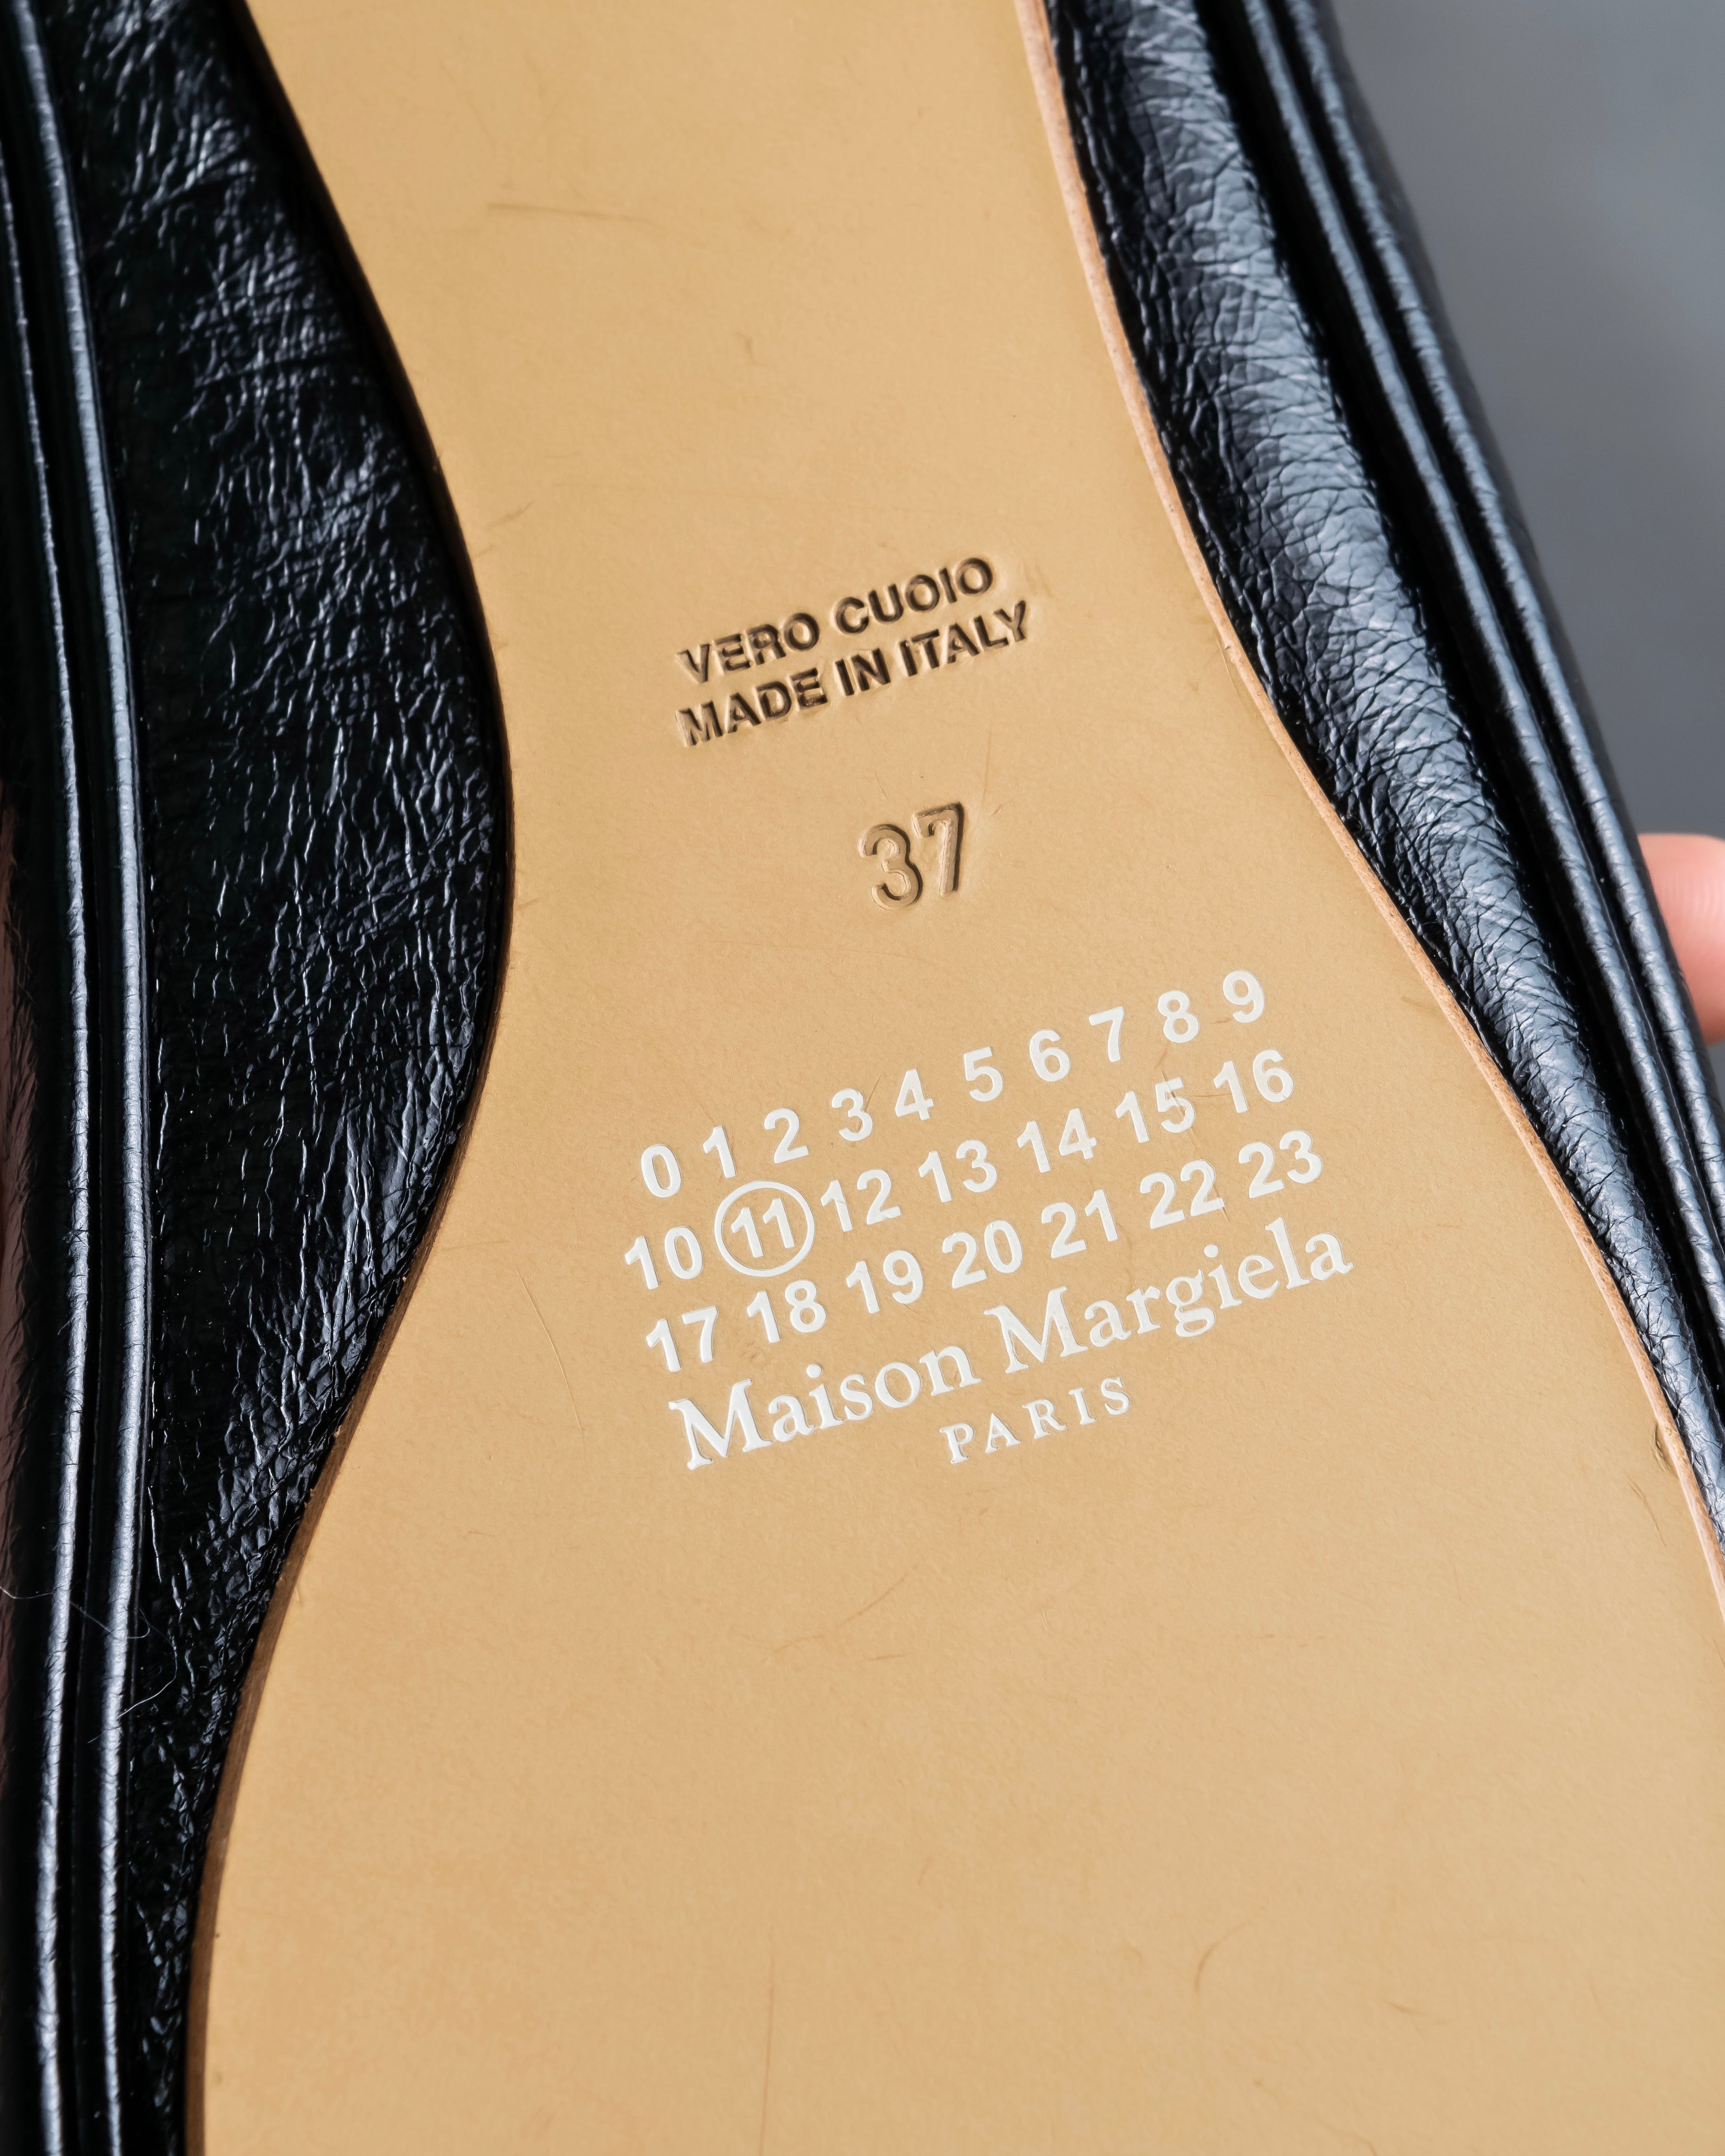 VERO CUOIO
MADE IN ITALY
37
0 1 2 3 4 5 6 7 8 9
10 11 12 13 14 15 16
17 18 19 20 21 22 23
Maison Margiela
PARIS